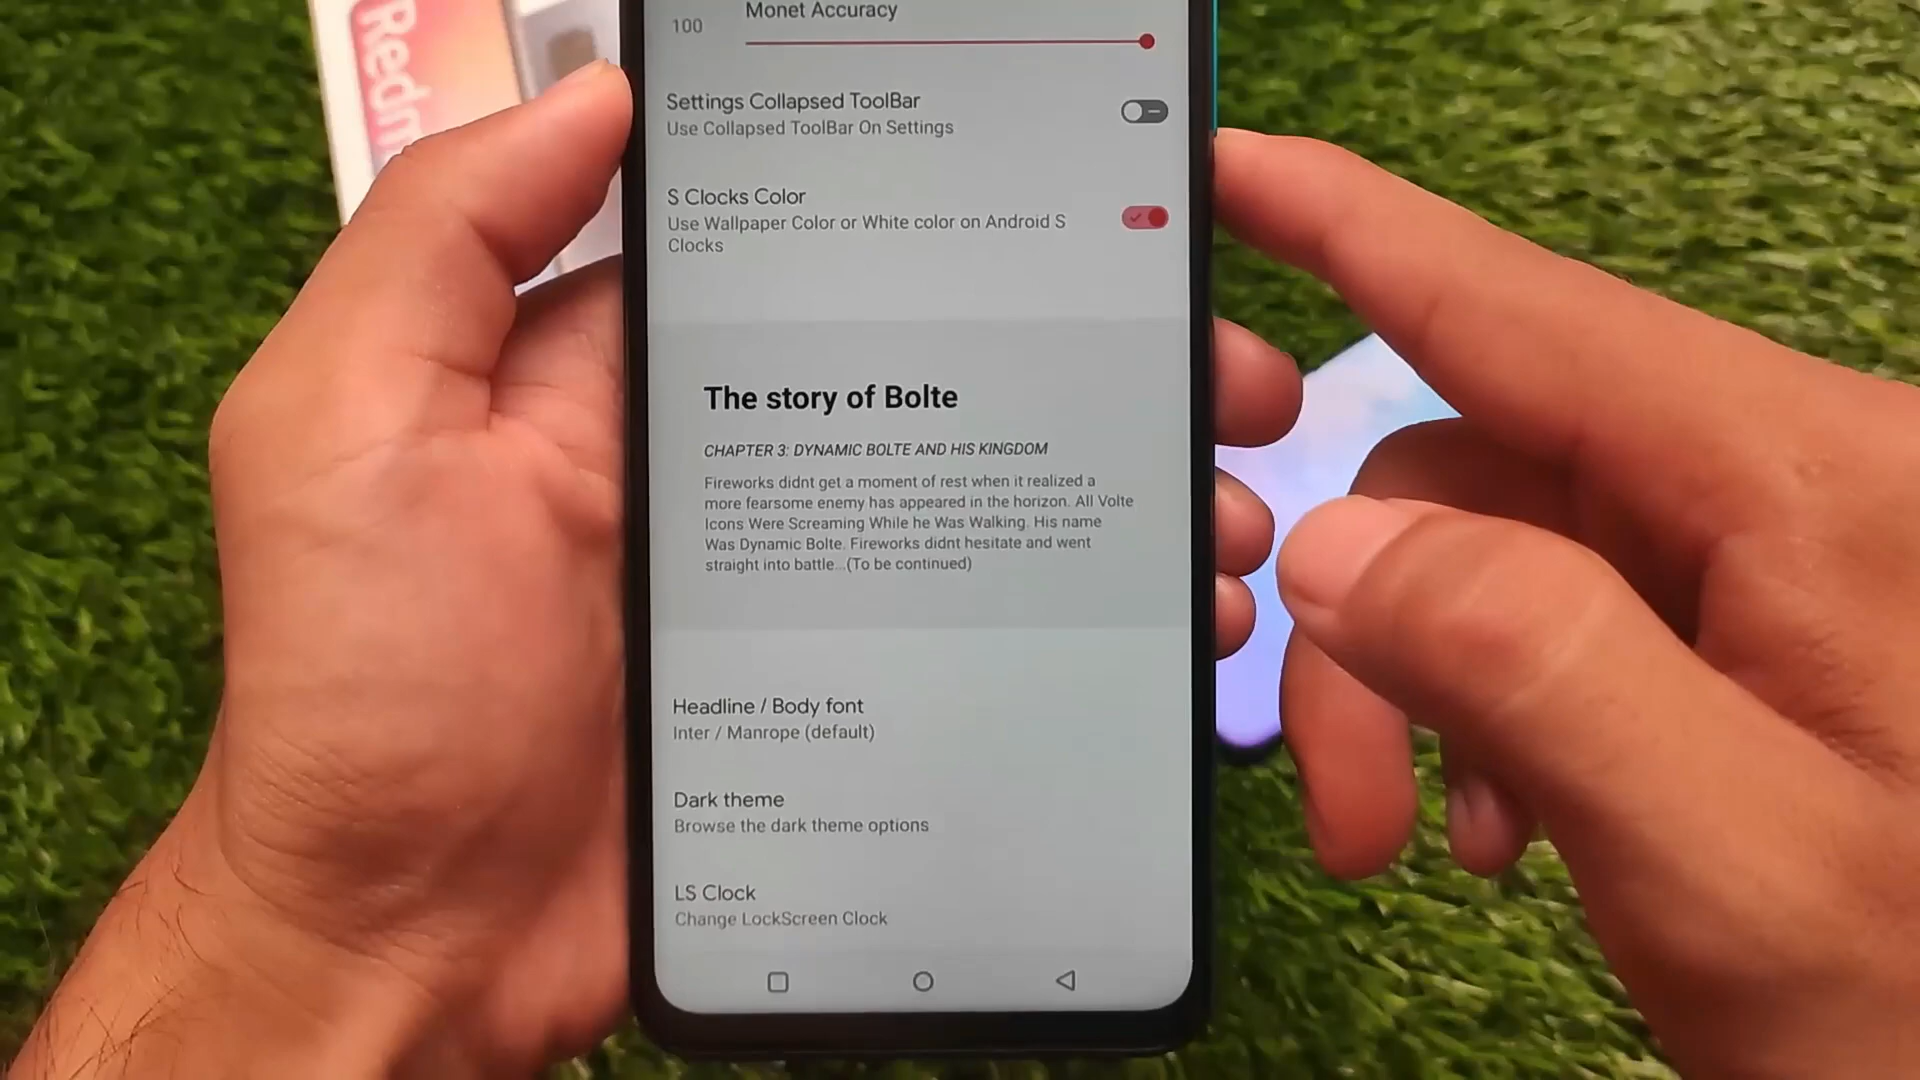 Redm
Monet Accuracy
100
Settings Collapsed ToolBar
Use Collapsed ToolBar On Settings
S Clocks Color
Use Wallpaper Color or White color on Android S
Clocks
The story of Bolte
CHAPTER 3: DYNAMIC BOLTE AND HIS KINGDOM
Fireworks didnt get a moment of rest when it realized a
more fearsome enemy has appeared in the horizon. All Volte
Icons Were Screaming While he Was Walking. His name
Was Dynamic Bolte. Fireworks didnt hesitate and went
straight into battle...(To be continued)
Headline / Body font
Inter / Manrope (default)
Dark theme
Browse the dark theme options
LS Clock
Change LockScreen Clock